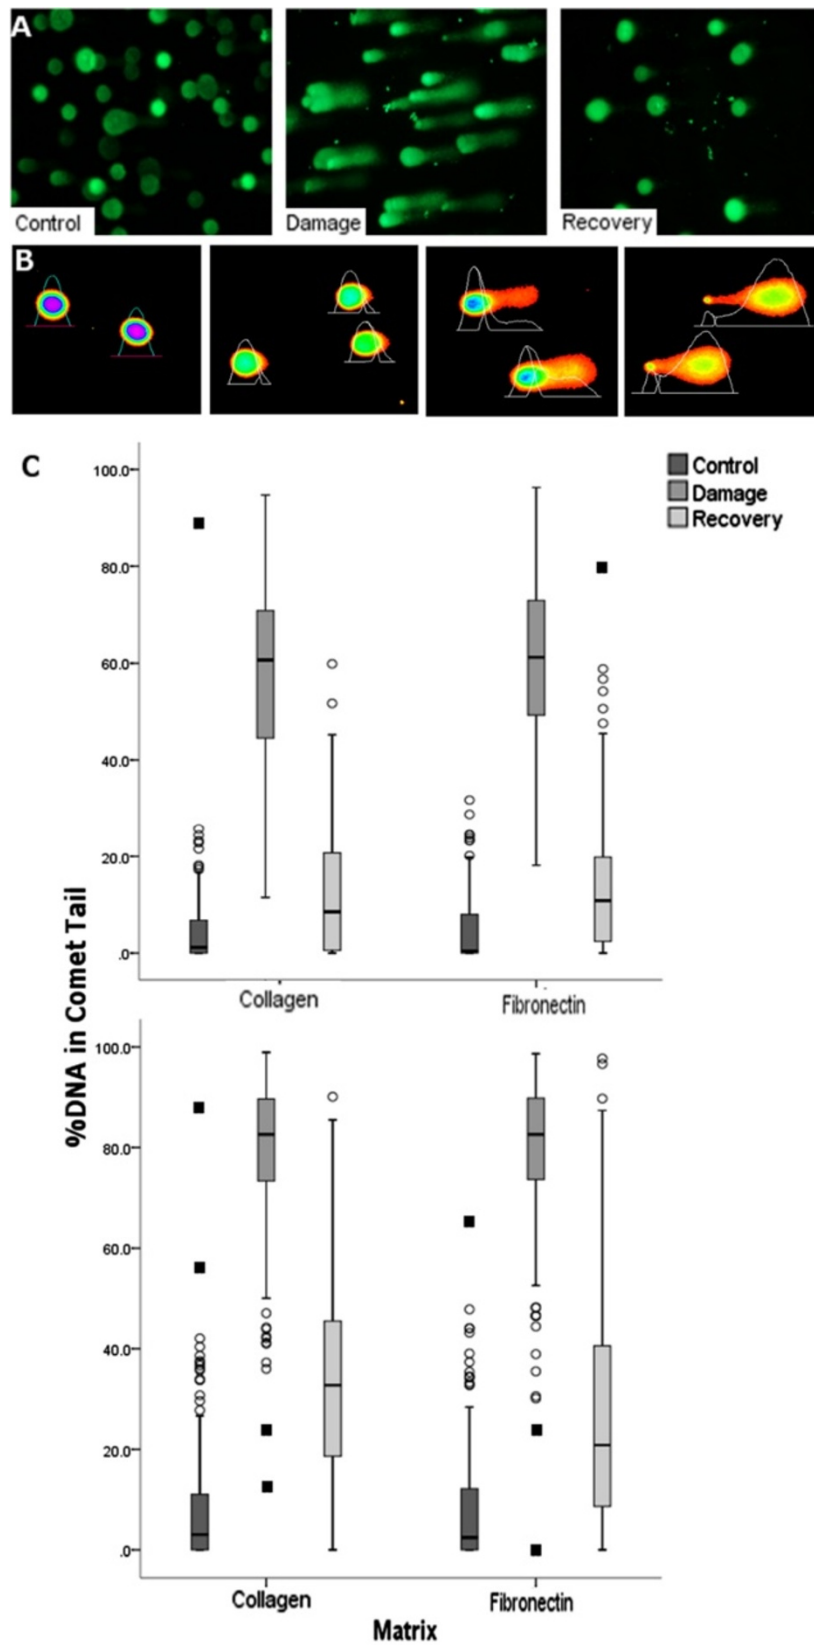 A
Control
Damage
Recovery
B
C
Control
Damage
Recovery
100.0
80.0
60.0
40.0
20.0
.0
Collagen
Fibronectin
%DNA in Comet Tail
100.0
80.0
60.0
40.0
20.0
.0
Collagen
Fibronectin
Matrix